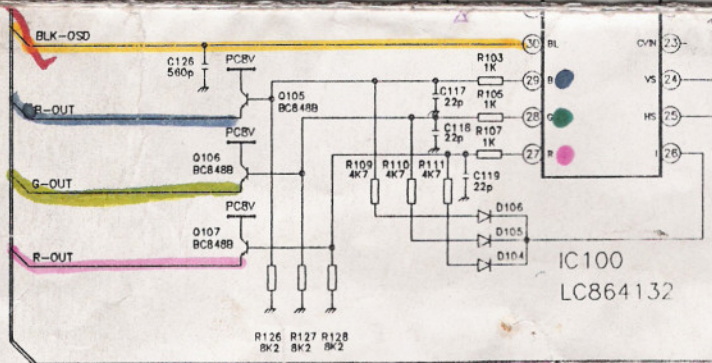 BLK-OSD
C126
560p
PC8V
B-OUT
Q105
BC848B
PC8V
Q106
BC848B
G-OUT
PC8V
Q107
BC848B
R-OUT
R126
8K2
R127
8K2
R128
8K2
R109
4K7
R110
4K7
R111
4K7
C117
22p
C118
22p
C119
22p
R103
1K
R105
1K
R107
1K
D106
D105
D104
30 BL
29 B
28 G
27 R
CVIN 23
VS 24
HS 25
I 26
IC100
LC864132